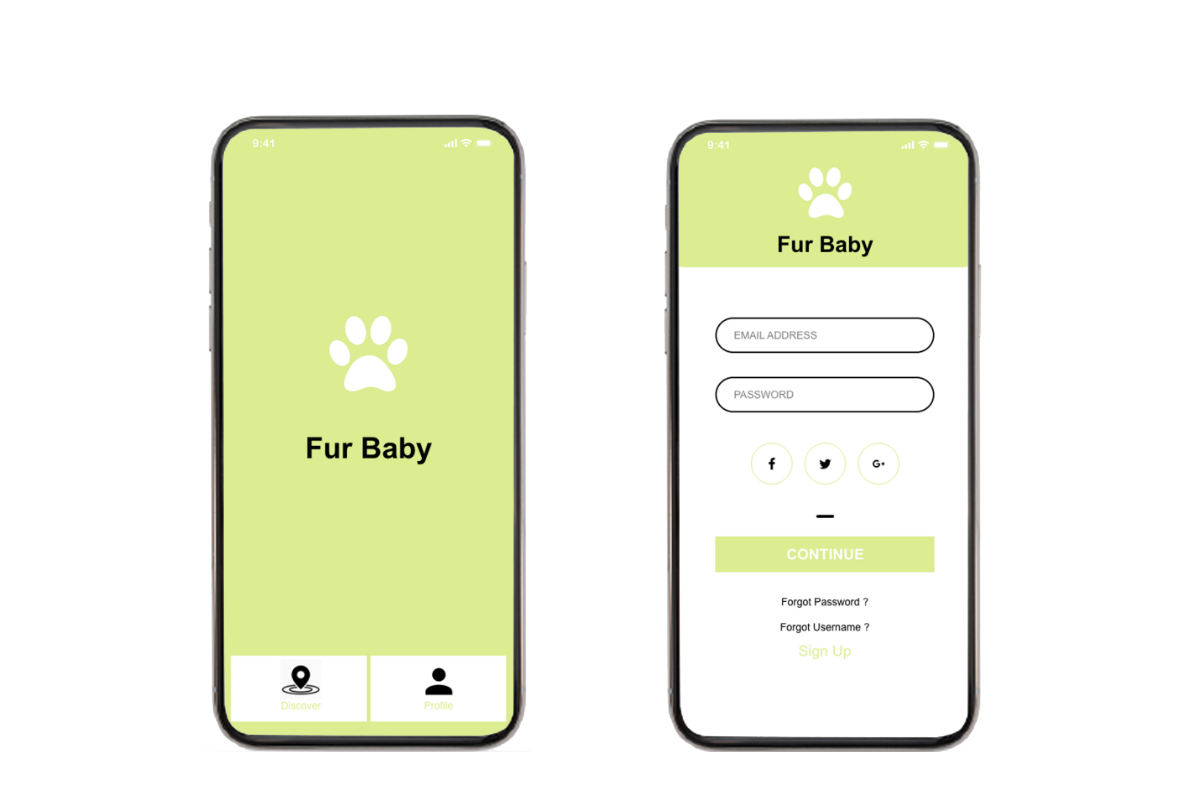 9:41
Fur Baby
Discover
Profile
9:41
Fur Baby
EMAIL ADDRESS
PASSWORD
f
G+
CONTINUE
Forgot Password ?
Forgot Username ?
Sign Up